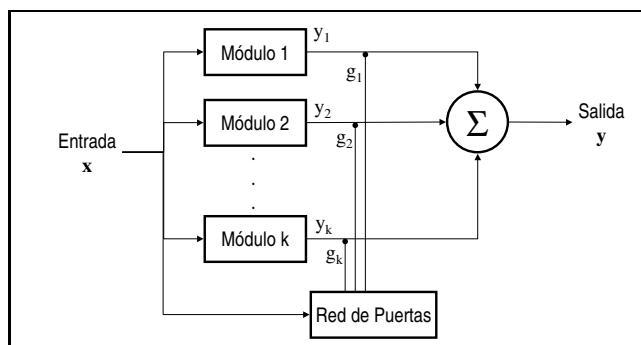 Módulo 1
y1
g1
Módulo 2
y2
g2
Entrada
x
Σ
Salida
y
.
.
.
Módulo k
yk
gk
Red de Puertas